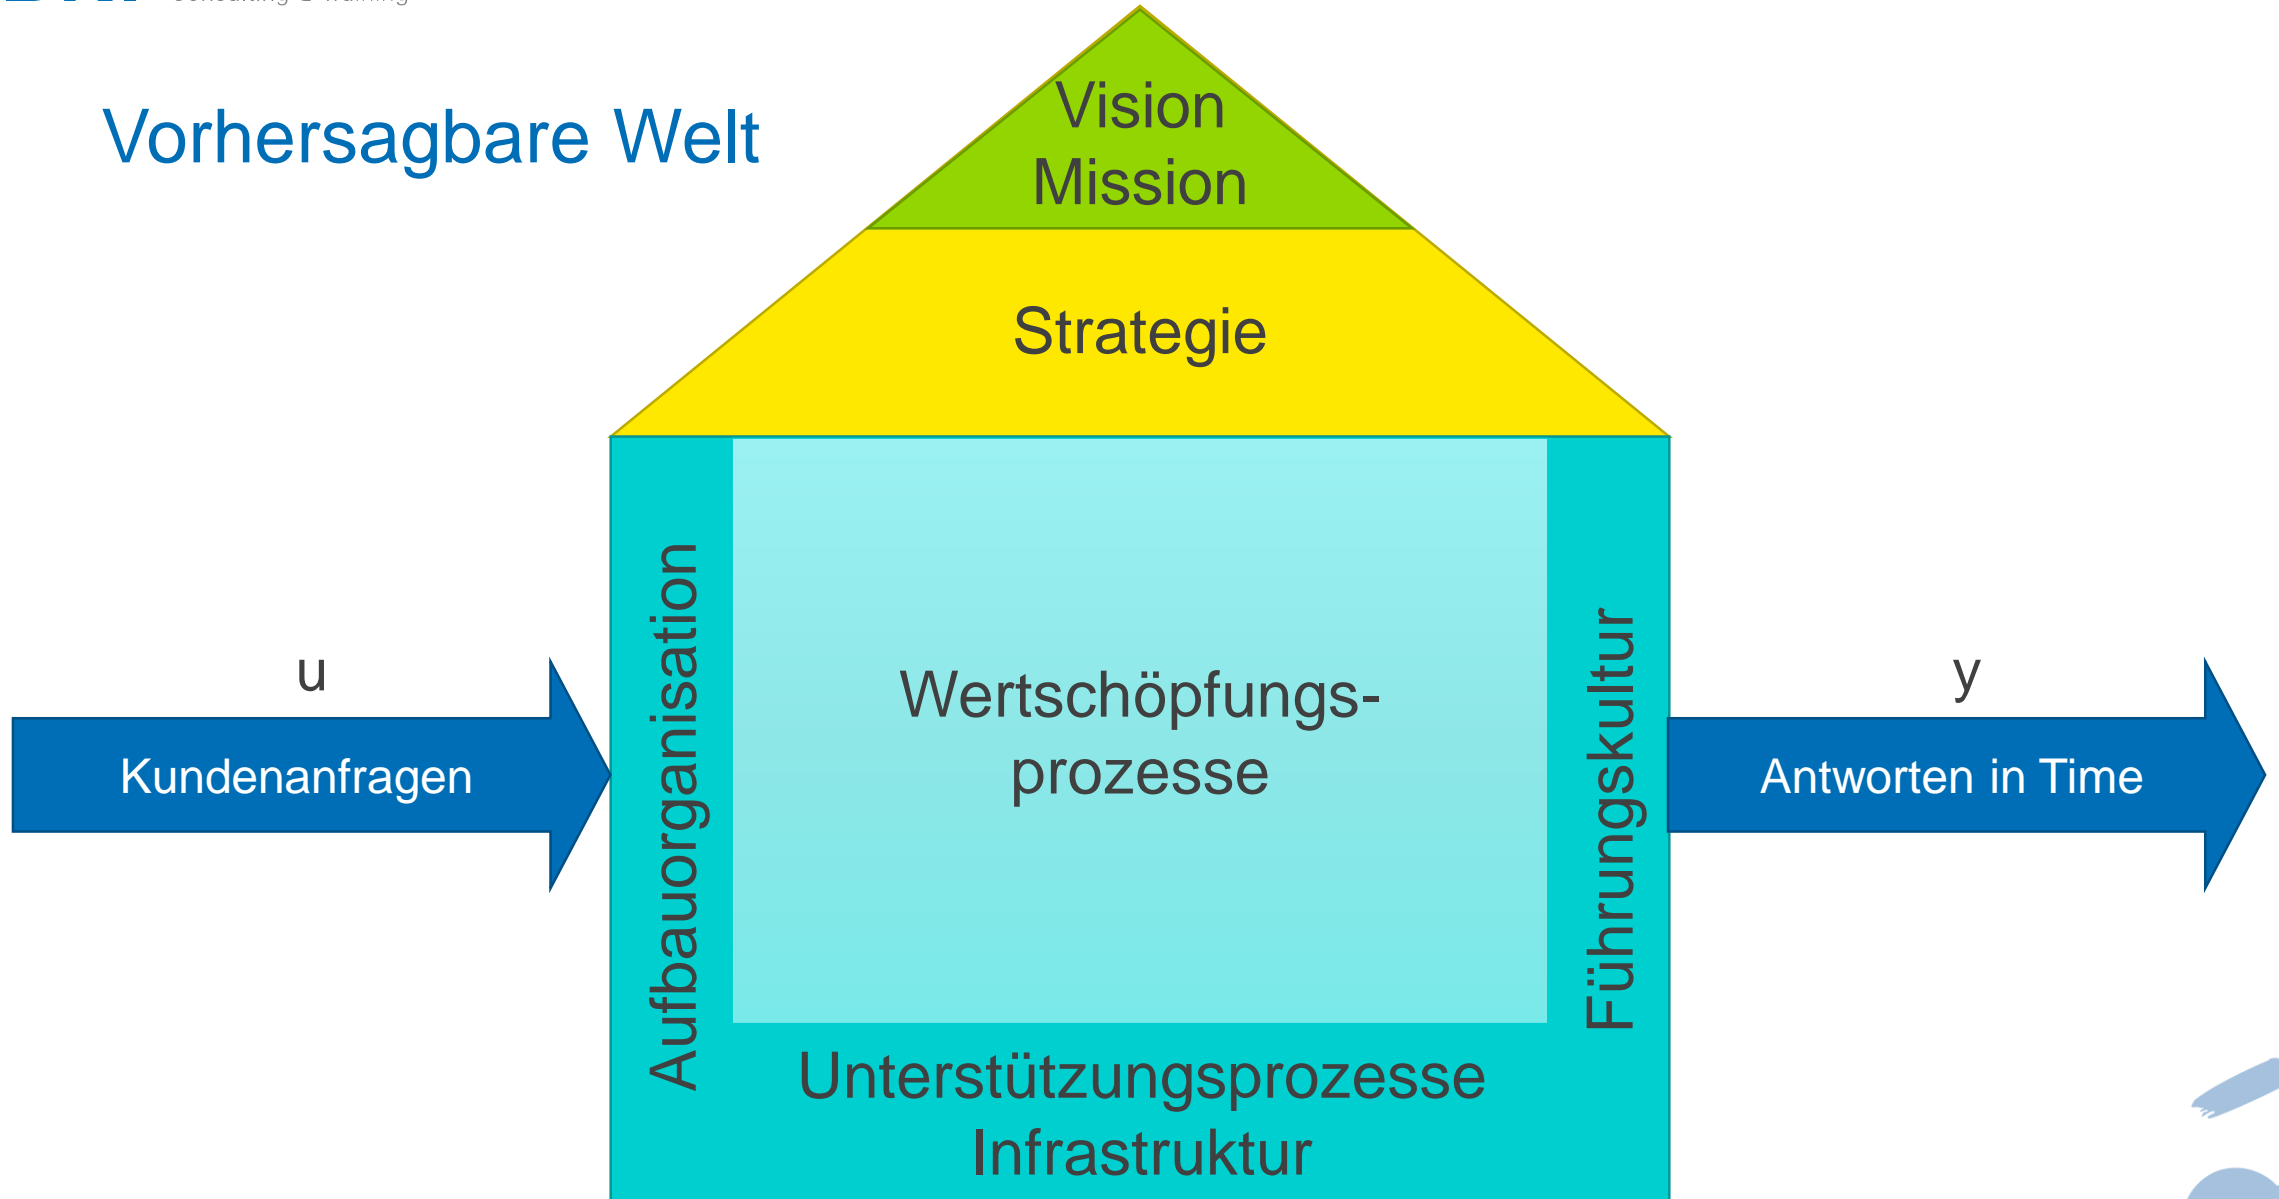 Vorhersagbare Welt
Vision
Mission
Strategie
Aufbauorganisation
Wertschöpfungs-
prozesse
Führungskultur
u
Kundenanfragen
y
Antworten in Time
Unterstützungsprozesse
Infrastruktur